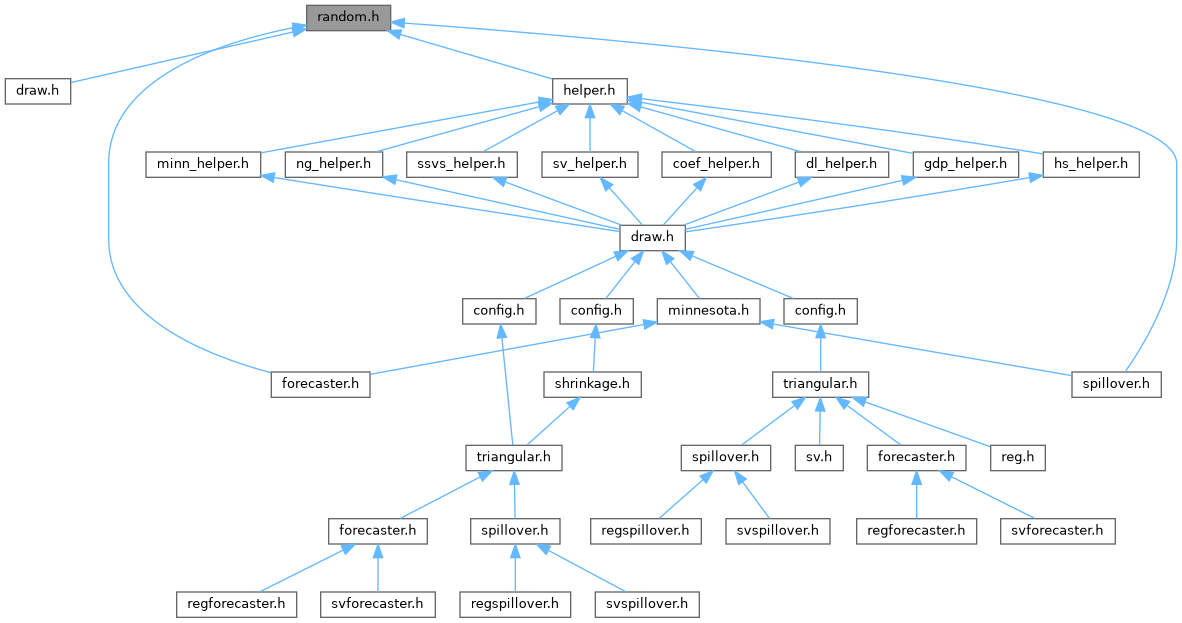 random.h
draw.h
helper.h
minn_helper.h
ng_helper.h
ssvs_helper.h
sv_helper.h
coef_helper.h
dl_helper.h
gdp_helper.h
hs_helper.h
draw.h
config.h
config.h
minnesota.h
config.h
forecaster.h
shrinkage.h
triangular.h
spillover.h
triangular.h
spillover.h
sv.h
forecaster.h
reg.h
forecaster.h
spillover.h
regspillover.h
svspillover.h
regforecaster.h
svforecaster.h
regforecaster.h
svforecaster.h
regspillover.h
svspillover.h